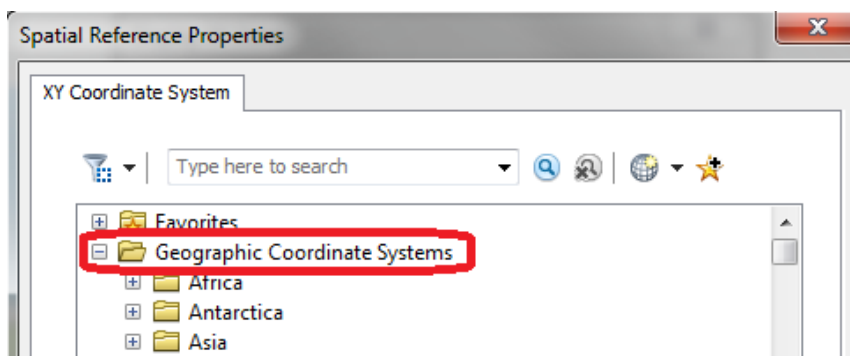 Spatial Reference Properties
XY Coordinate System
Type here to search
Favorites
Geographic Coordinate Systems
Africa
Antarctica
Asia